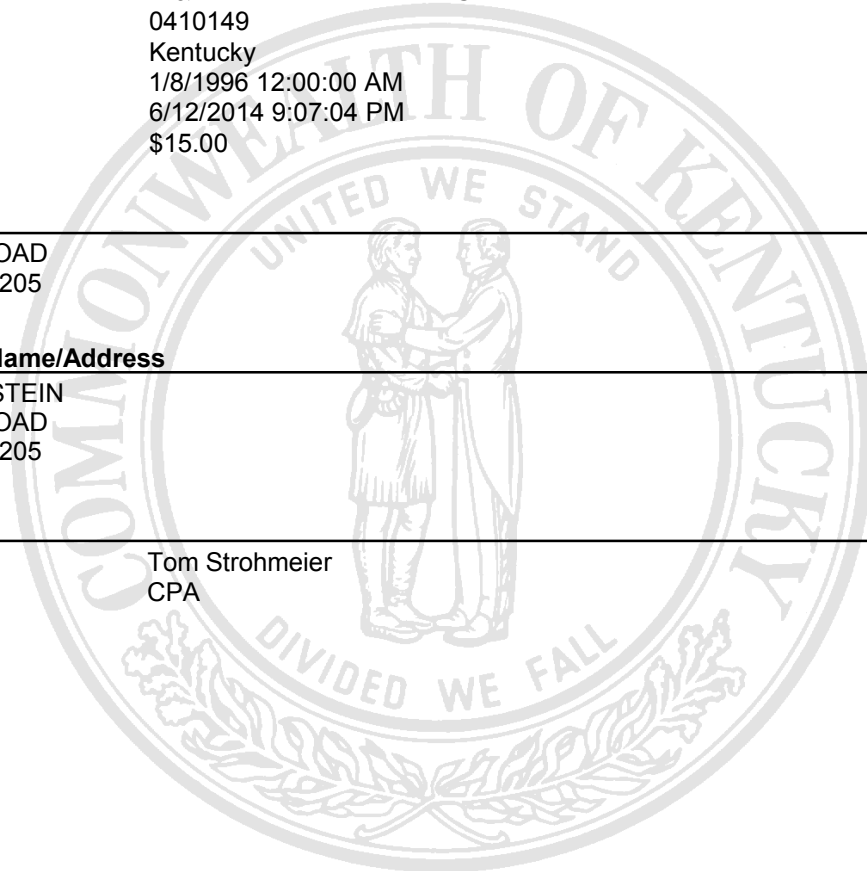 0410149
Kentucky
1/8/1996 12:00:00 AM
6/12/2014 9:07:04 PM
$15.00
COMMONWEALTH OF KENTUCKY
UNITED WE STAND
OAD
205
ame/Address
STEIN
OAD
205
Tom Strohmeier
CPA
DIVIDED WE FALL